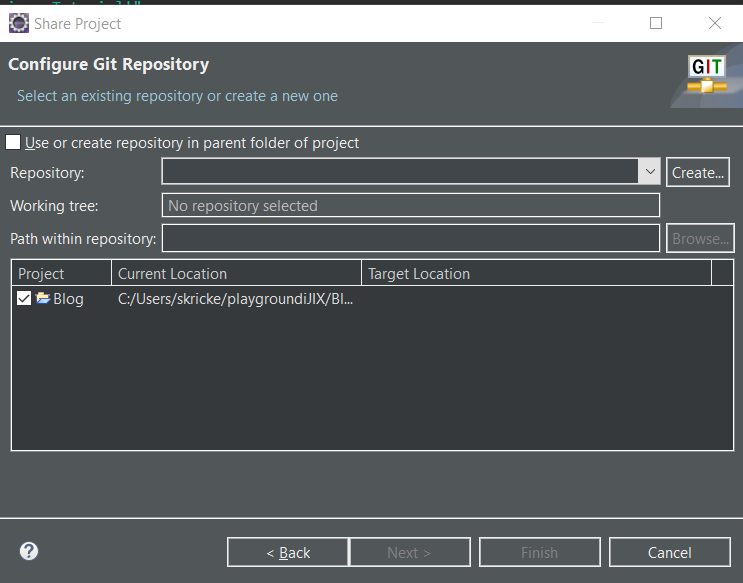 Share Project
Configure Git Repository
GIT
Select an existing repository or create a new one
Use or create repository in parent folder of project
Repository: Create...
Working tree: No repository selected
Path within repository: Browse...
Project Current Location Target Location
Blog C:/Users/skricke/playgroundiJIX/Bl...
? < Back Next > Finish Cancel